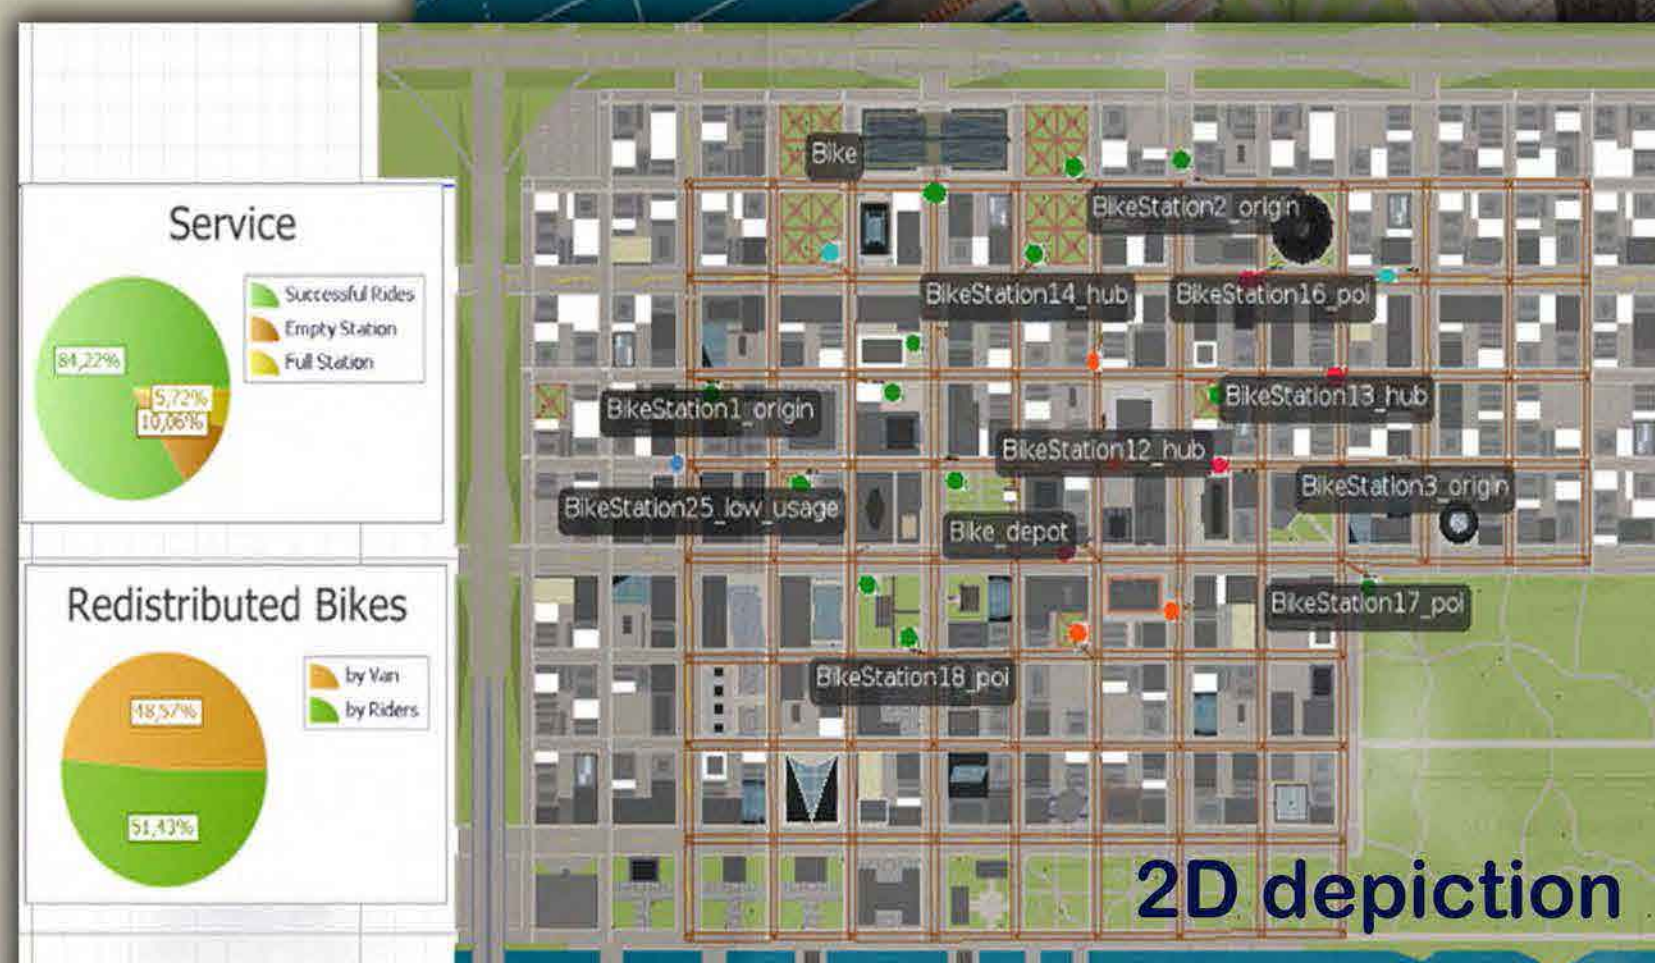 Service
Successful Rides
Empty Station
Full Station
84,22%
5,72%
10,06%
Redistributed Bikes
by Van
by Riders
48,57%
51,43%
Bike
BikeStation2_origin
BikeStation14_hub
BikeStation16_poi
BikeStation1_origin
BikeStation13_hub
BikeStation12_hub
BikeStation3_origin
BikeStation25_low_usage
Bike_depot
BikeStation17_poi
BikeStation18_poi
2D depiction